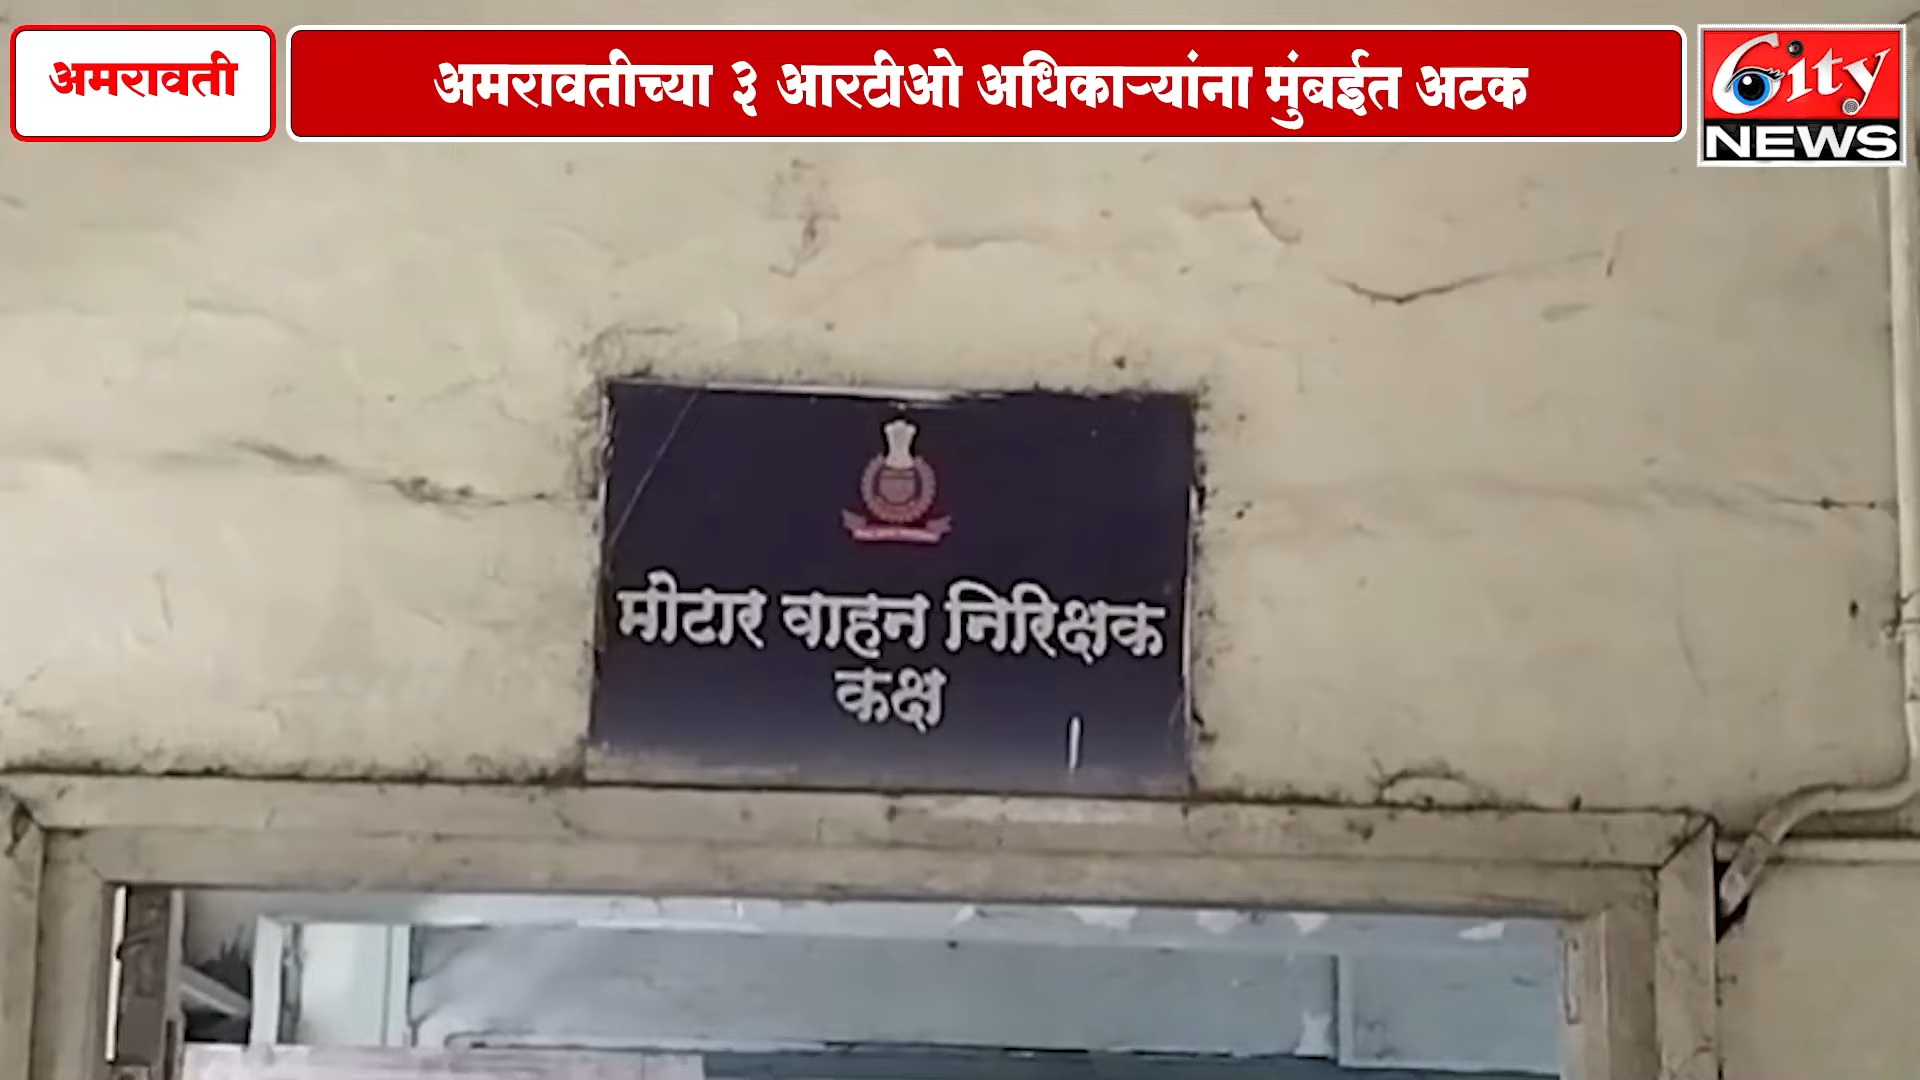 अमरावती
अमरावतीच्या ३ आरटीओ अधिकाऱ्यांना मुंबईत अटक
City
NEWS
मोटार वाहन निरिक्षक
कक्ष